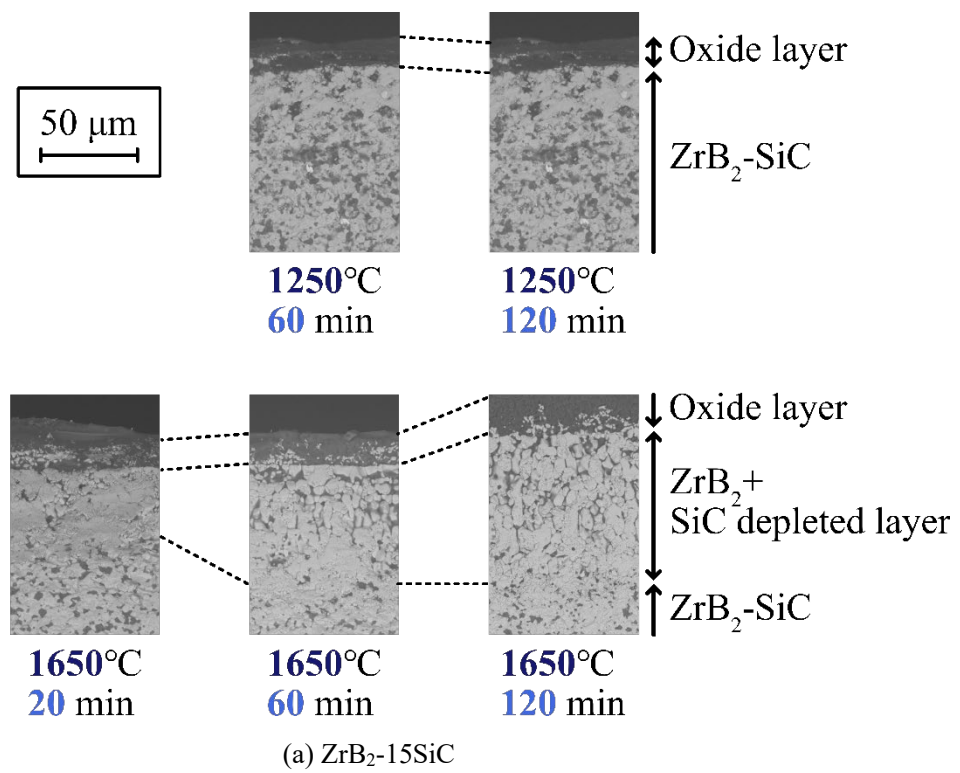 50 μm
Oxide layer
ZrB₂-SiC
1250°C
60 min
1250°C
120 min
Oxide layer
ZrB₂+
SiC depleted layer
ZrB₂-SiC
1650°C
20 min
1650°C
60 min
1650°C
120 min
(a) ZrB₂-15SiC